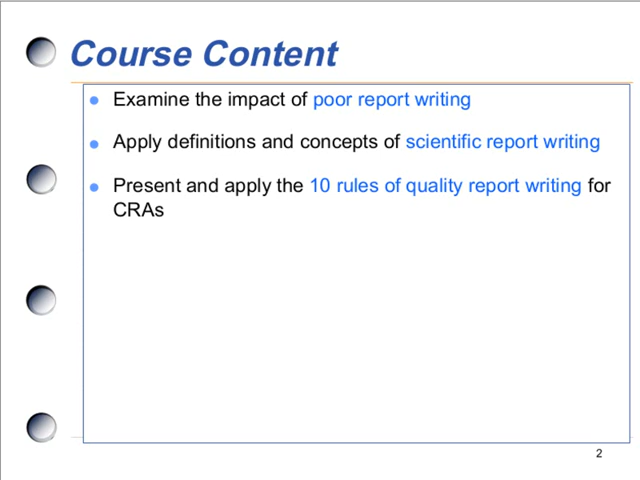 Course Content
Examine the impact of poor report writing
Apply definitions and concepts of scientific report writing
Present and apply the 10 rules of quality report writing for
CRAs
2